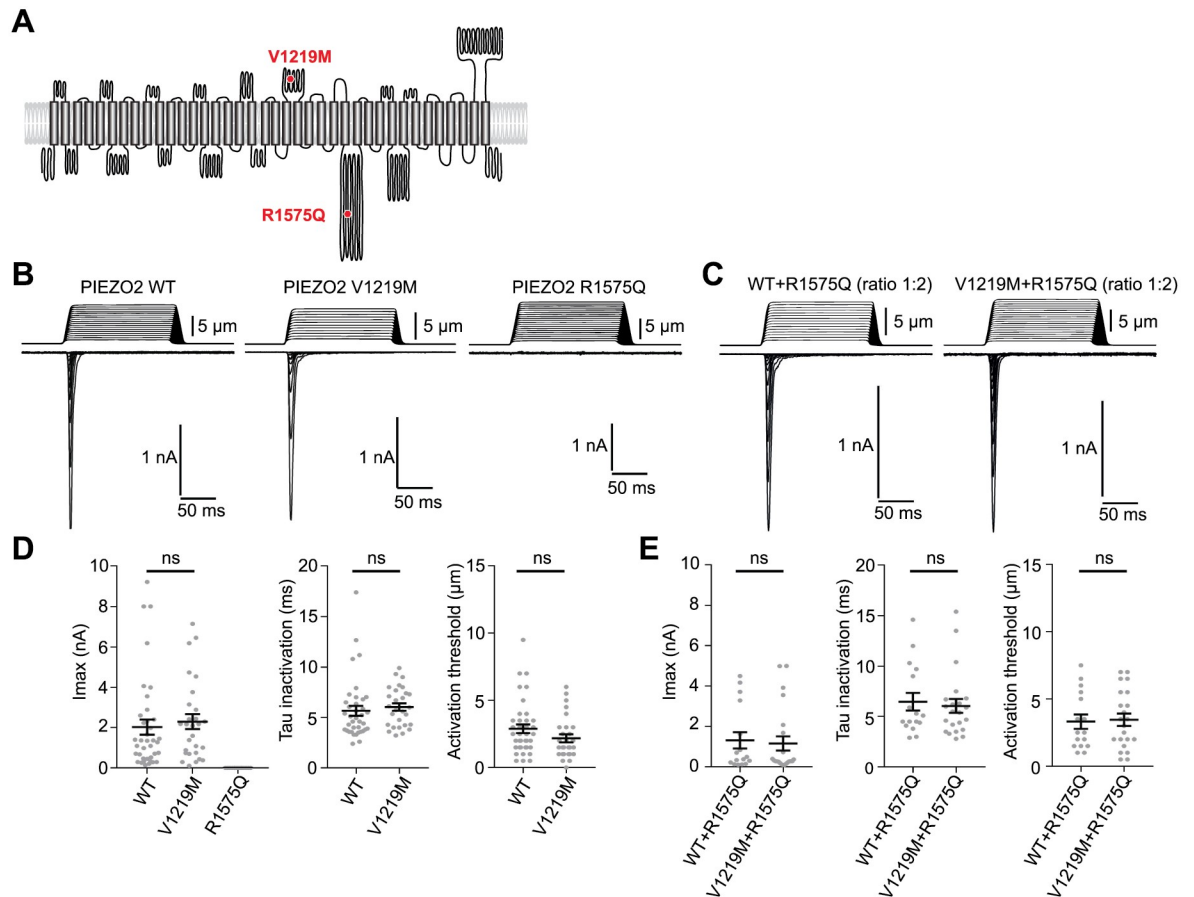 A
V1219M
R1575Q
B
PIEZO2 WT
PIEZO2 V1219M
PIEZO2 R1575Q
5 µm
5 µm
5 µm
1 nA
50 ms
1 nA
50 ms
1 nA
50 ms
C
WT+R1575Q (ratio 1:2)
V1219M+R1575Q (ratio 1:2)
5 µm
5 µm
1 nA
50 ms
1 nA
50 ms
D
ns
Imax (nA)
10
8
6
4
2
0
WT
V1219M
R1575Q
ns
Tau inactivation (ms)
20
15
10
5
0
WT
V1219M
ns
Activation threshold (µm)
15
10
5
0
WT
V1219M
E
ns
Imax (nA)
10
8
6
4
2
0
WT+R1575Q
V1219M+R1575Q
ns
Tau inactivation (ms)
20
15
10
5
0
WT+R1575Q
V1219M+R1575Q
ns
Activation threshold (µm)
15
10
5
0
WT+R1575Q
V1219M+R1575Q